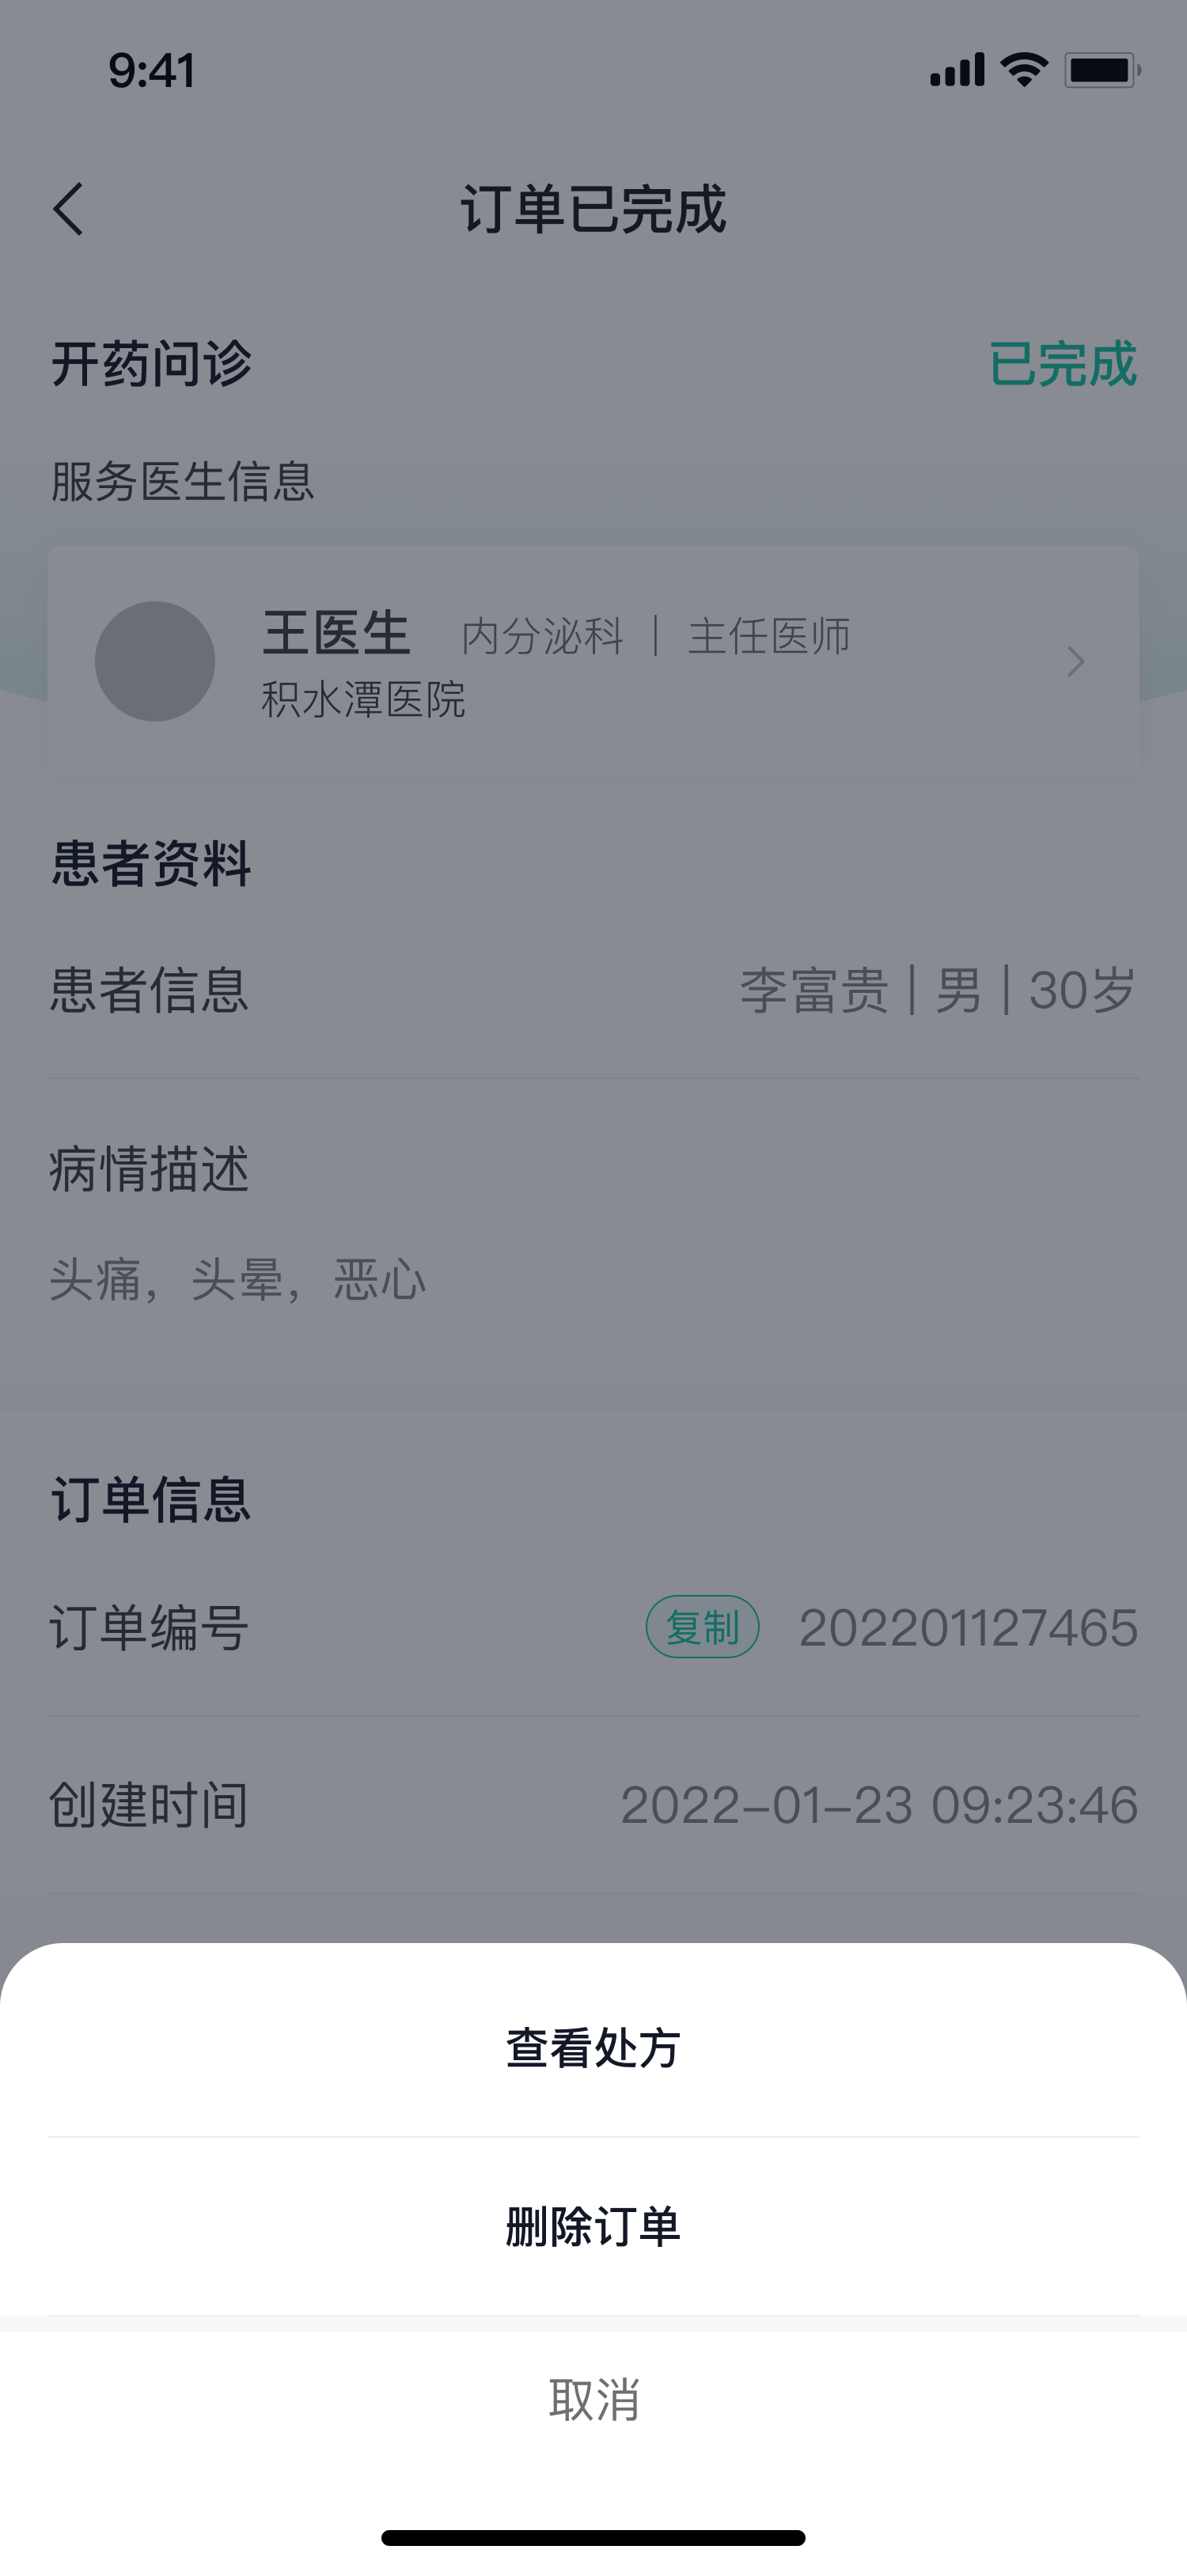 9:41
订单已完成
开药问诊 已完成
服务医生信息
王医生 内分泌科 | 主任医师
积水潭医院
患者资料
患者信息 李富贵 | 男 | 30岁
病情描述
头痛，头晕，恶心
订单信息
订单编号 复制 202201127465
创建时间 2022-01-23 09:23:46
查看处方
删除订单
取消